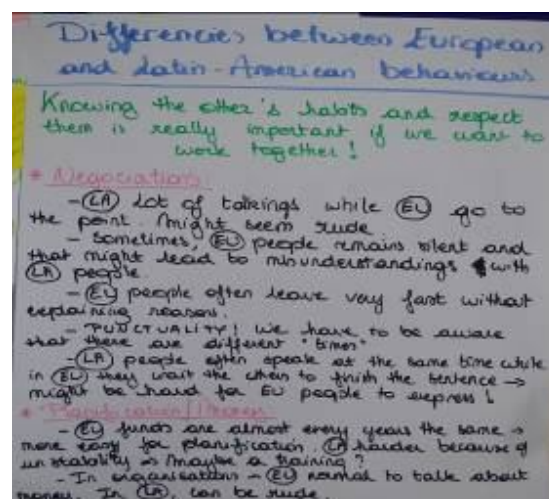 Differencies between European
and Latin-American behaviours
Knowing the other's habits and respect
them is really important if we want to
work together!
* Negociations:
- (LA) Lot of talkings while (EU) go to
the point. Might seem rude
- Sometimes, (EU) people remains silent and
that might lead to misunderstandings with
(LA) people
- (EU) people often leave very fast without
explaining reasons.
- PUNCTUALITY! We have to be aware
that there are different "times"
- (LA) people often speak at the same time while
in (EU) they wait the others to finish the sentence →
might be hard for EU people to express!
* Planification / Money
- (EU) funds are almost every years the same →
more easy for planification. (LA) harder because of
unstability → Maybe a training?
- In organisations - (EU) normal to talk about
money. In (LA), can be rude.